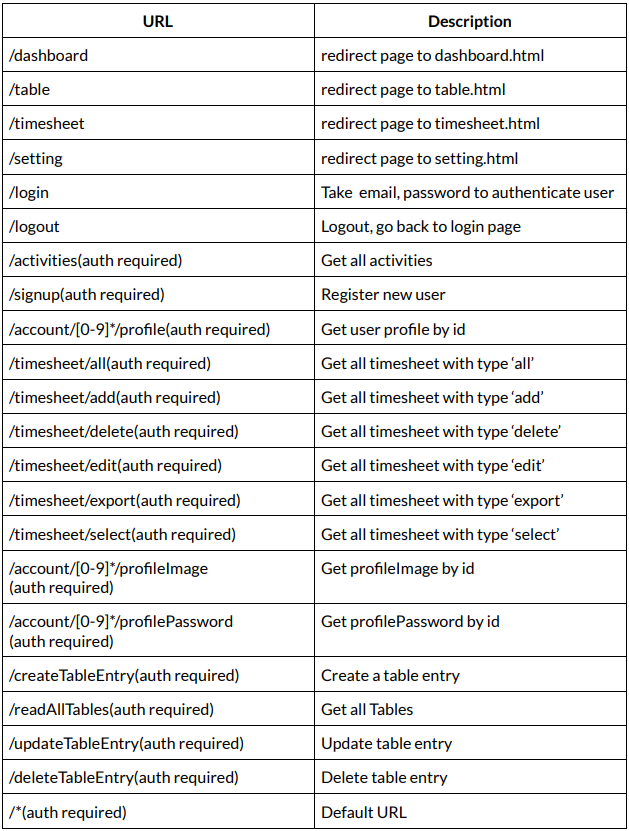 URL Description
/dashboard redirect page to dashboard.html
/table redirect page to table.html
/timesheet redirect page to timesheet.html
/setting redirect page to setting.html
/login Take email, password to authenticate user
/logout Logout, go back to login page
/activities(auth required) Get all activities
/signup(auth required) Register new user
/account/[0-9]*/profile(auth required) Get user profile by id
/timesheet/all(auth required) Get all timesheet with type ‘all’
/timesheet/add(auth required) Get all timesheet with type ‘add’
/timesheet/delete(auth required) Get all timesheet with type ‘delete’
/timesheet/edit(auth required) Get all timesheet with type ‘edit’
/timesheet/export(auth required) Get all timesheet with type ‘export’
/timesheet/select(auth required) Get all timesheet with type ‘select’
/account/[0-9]*/profileImage Get profileImage by id
(auth required)
/account/[0-9]*/profilePassword Get profilePassword by id
(auth required)
/createTableEntry(auth required) Create a table entry
/readAllTables(auth required) Get all Tables
/updateTableEntry(auth required) Update table entry
/deleteTableEntry(auth required) Delete table entry
/*(auth required) Default URL